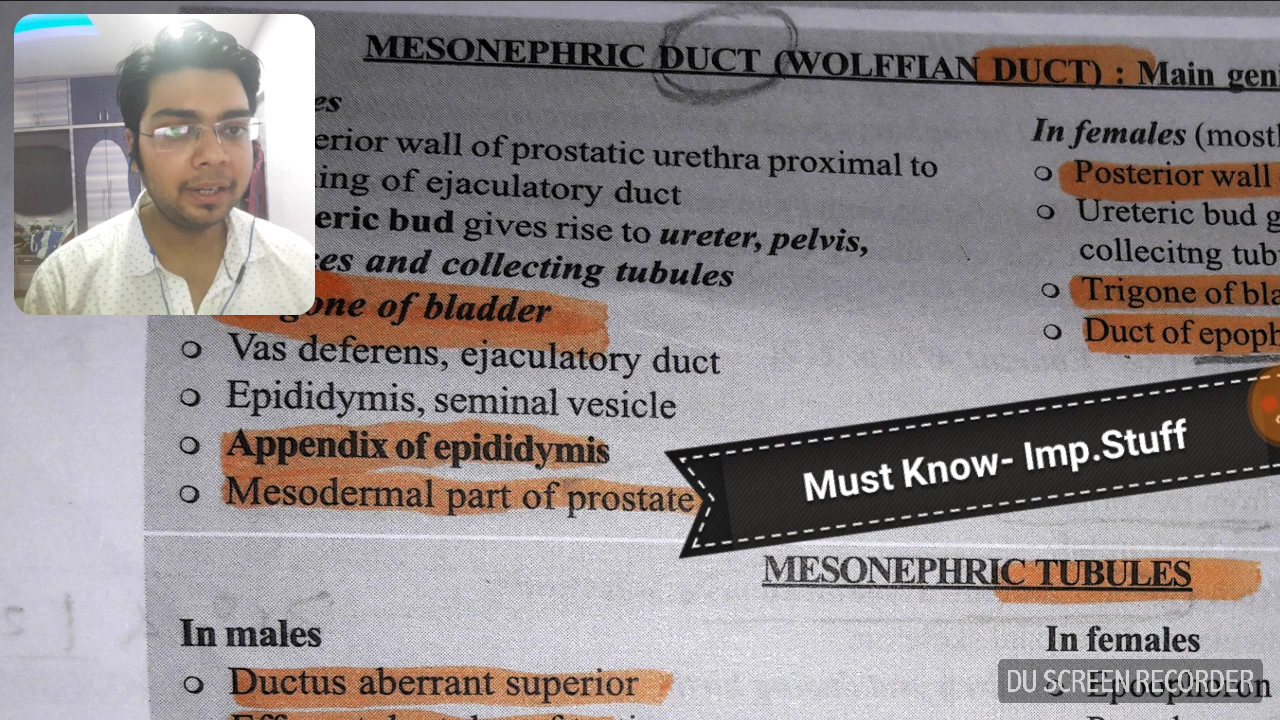 MESONEPHRIC DUCT (WOLFFIAN DUCT) : Main
es
erior wall of prostatic urethra proximal to
ing of ejaculatory duct
eric bud gives rise to ureter, pelvis,
ces and collecting tubules
gone of bladder
Vas deferens, ejaculatory duct
Epididymis, seminal vesicle
Appendix of epididymis
Mesodermal part of prostate
In females
Posterior wall
Ureteric bud
collecitng
Trigone of
Duct of
Must Know- Imp.Stuff
MESONEPHRIC TUBULES
In males
Ductus aberrant superior
In females
Epoophoron
DU SCREEN RECORDER